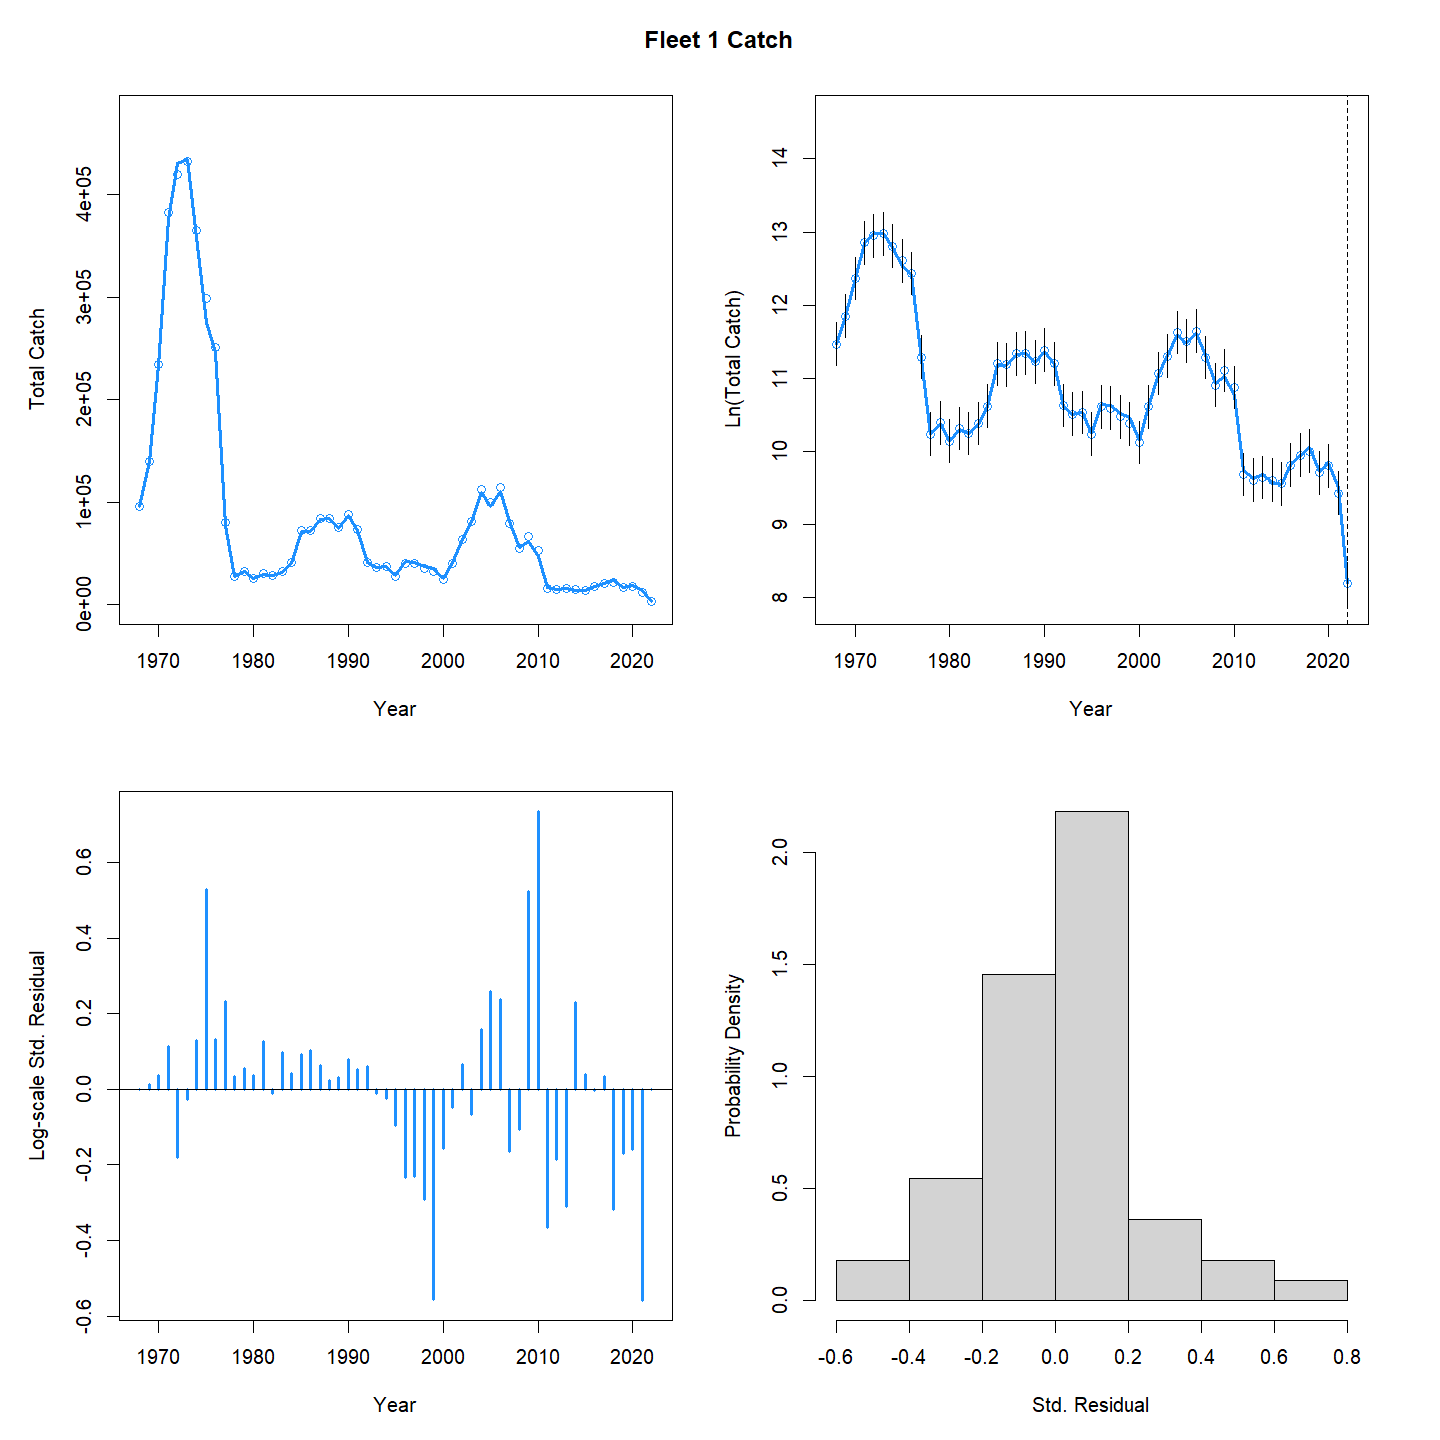 Fleet 1 Catch
Total Catch
0e+00 1e+05 2e+05 3e+05 4e+05
1970 1980 1990 2000 2010 2020
Year
Ln(Total Catch)
8 9 10 11 12 13 14
1970 1980 1990 2000 2010 2020
Year
Log-scale Std. Residual
-0.6 -0.4 -0.2 0.0 0.2 0.4 0.6
1970 1980 1990 2000 2010 2020
Year
Probability Density
0.0 0.5 1.0 1.5 2.0
-0.6 -0.4 -0.2 0.0 0.2 0.4 0.6 0.8
Std. Residual